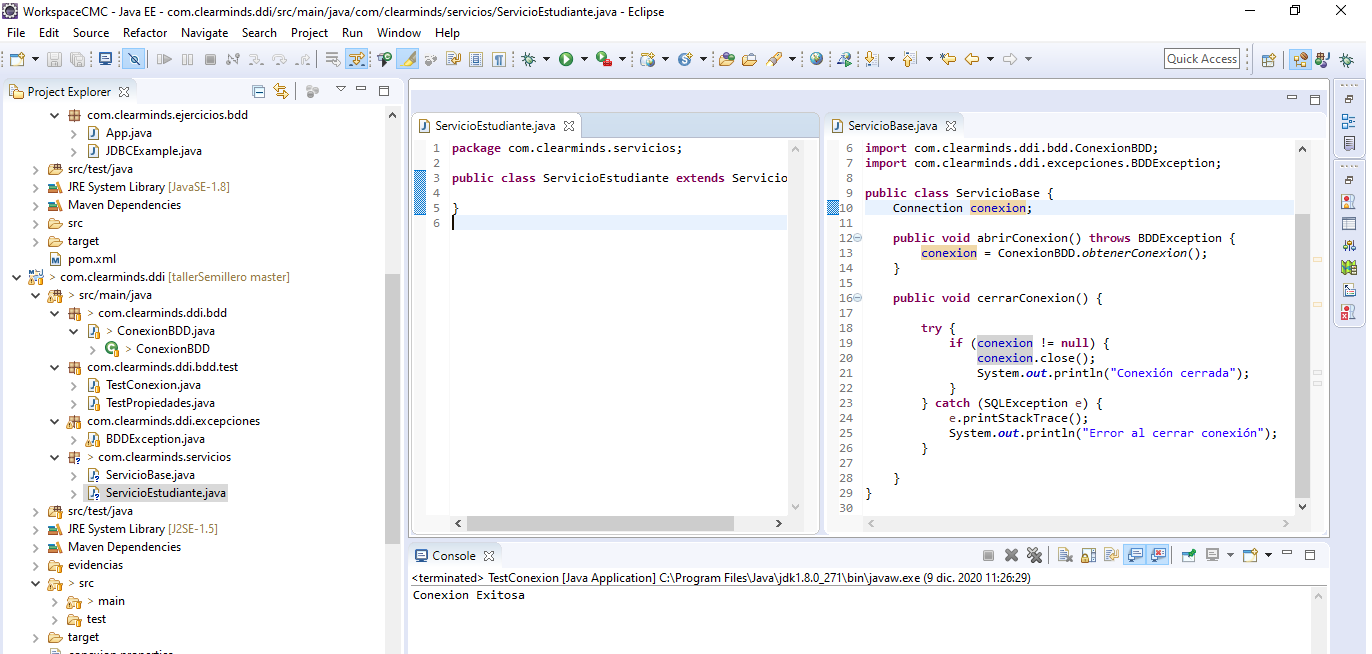 WorkspaceCMC - Java EE - com.clearminds.ddi/src/main/java/com/clearminds/servicios/ServicioEstudiante.java - Eclipse
File Edit Source Refactor Navigate Search Project Run Window Help
Quick Access
Project Explorer
com.clearminds.ejercicios.bdd
App.java
JDBCExample.java
src/test/java
JRE System Library [JavaSE-1.8]
Maven Dependencies
src
target
pom.xml
> com.clearminds.ddi [tallerSemillero master]
> src/main/java
> com.clearminds.ddi.bdd
> ConexionBDD.java
> ConexionBDD
com.clearminds.ddi.bdd.test
TestConexion.java
TestPropiedades.java
com.clearminds.ddi.excepciones
BDDException.java
> com.clearminds.servicios
ServicioBase.java
ServicioEstudiante.java
src/test/java
JRE System Library [J2SE-1.5]
Maven Dependencies
evidencias
> src
> main
test
target
ServicioEstudiante.java
1 package com.clearminds.servicios;
2
3 public class ServicioEstudiante extends Servicio
4
5 }
6
ServicioBase.java
6 import com.clearminds.ddi.bdd.ConexionBDD;
7 import com.clearminds.ddi.excepciones.BDDException;
8
9 public class ServicioBase {
10 Connection conexion;
11
12 public void abrirConexion() throws BDDException {
13 conexion = ConexionBDD.obtenerConexion();
14 }
15
16 public void cerrarConexion() {
17
18 try {
19 if (conexion != null) {
20 conexion.close();
21 System.out.println("Conexión cerrada");
22 }
23 } catch (SQLException e) {
24 e.printStackTrace();
25 System.out.println("Error al cerrar conexión");
26 }
27
28 }
29 }
30
Console
<terminated> TestConexion [Java Application] C:\Program Files\Java\jdk1.8.0_271\bin\javaw.exe (9 dic. 2020 11:26:29)
Conexion Exitosa